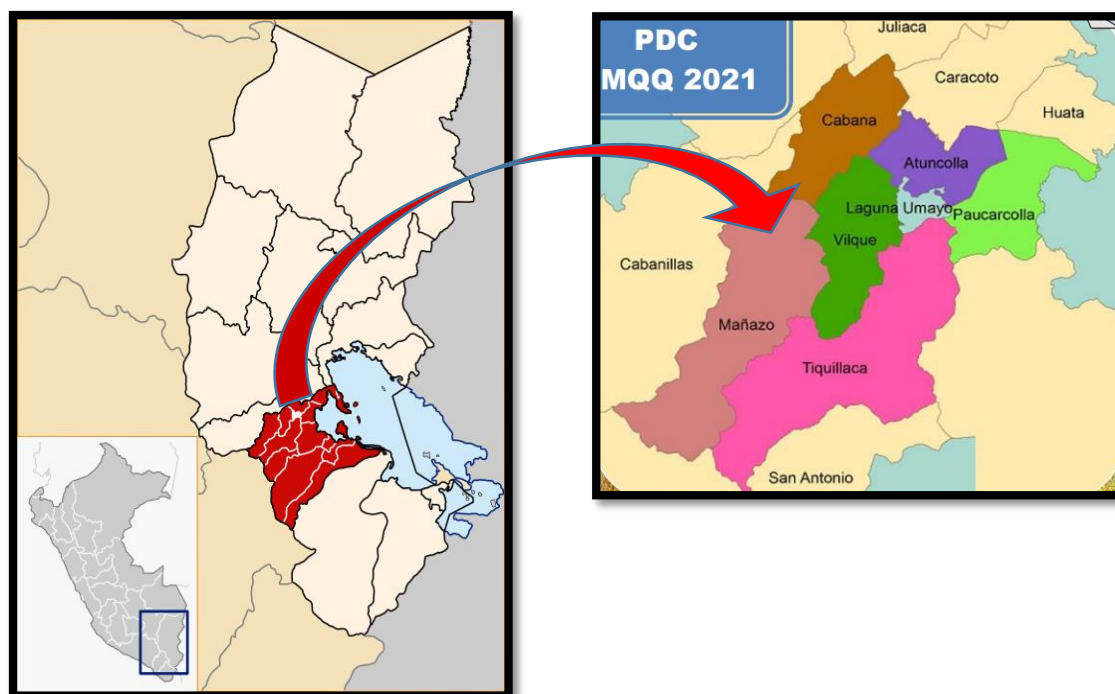 PDC
MQQ 2021
Juliaca
Caracoto
Huata
Cabana
Atuncolla
Laguna Umayo
Paucarcolla
Vilque
Cabanillas
Mañazo
Tiquillaca
San Antonio